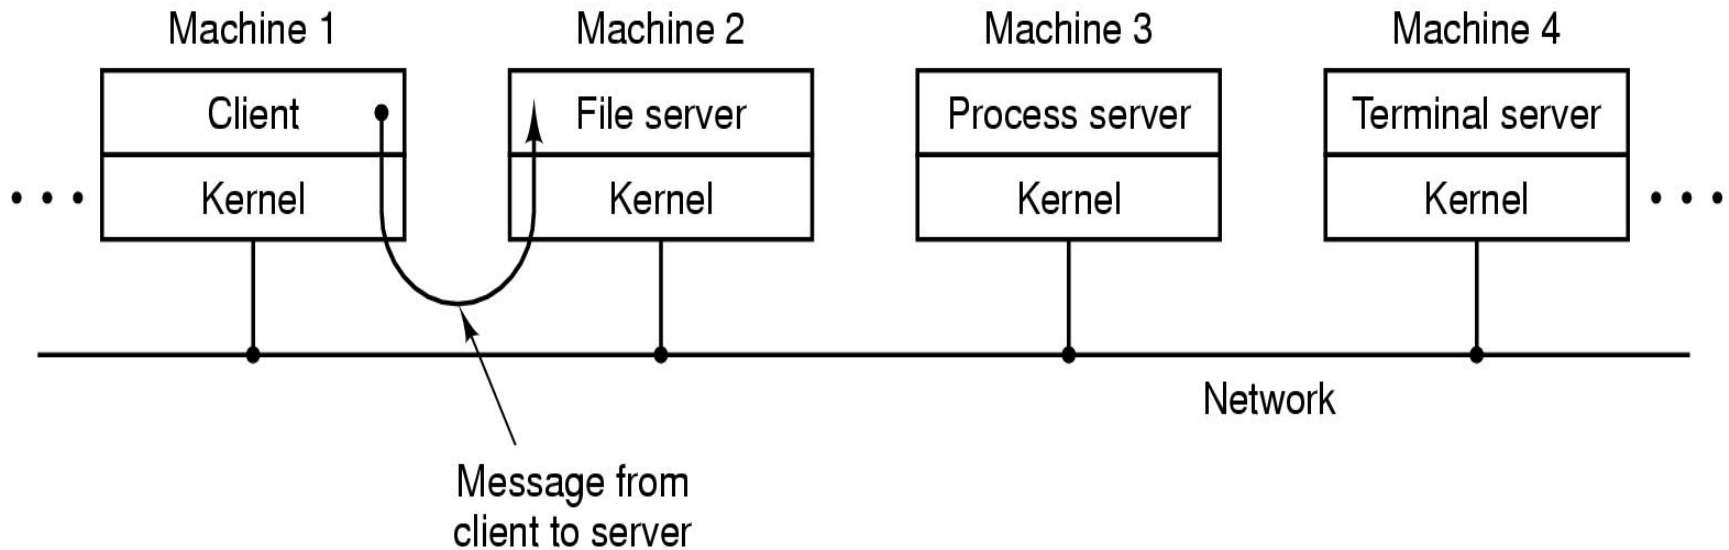 Machine 1
Machine 2
Machine 3
Machine 4
Client
File server
Process server
Terminal server
Kernel
Kernel
Kernel
Kernel
Network
Message from
client to server